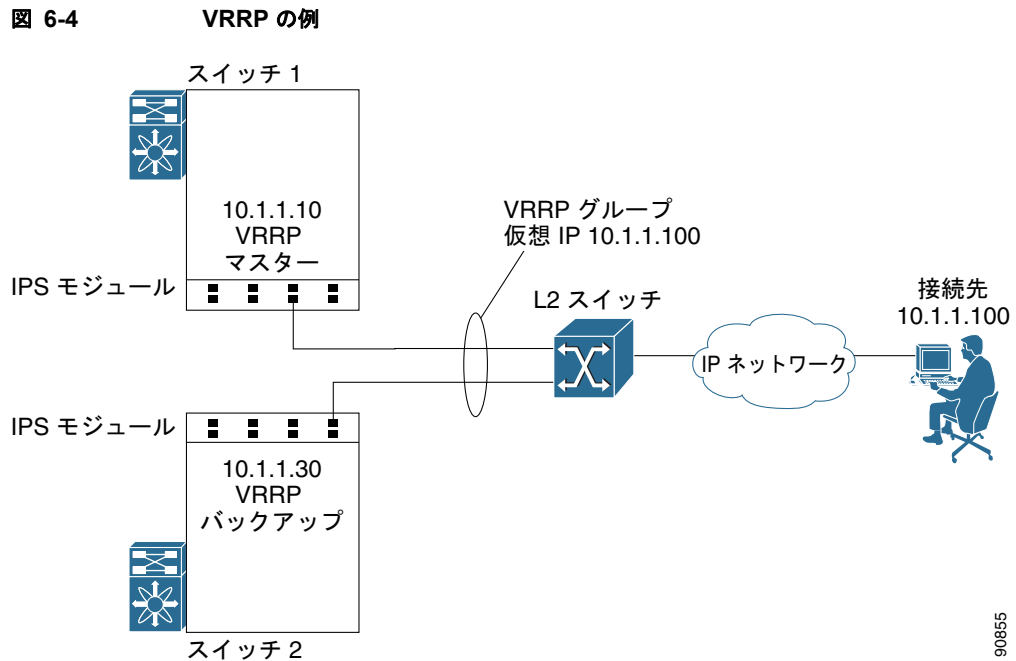 図 6-4 VRRP の例
スイッチ 1
10.1.1.10
VRRP
マスター
IPS モジュール
VRRP グループ
仮想 IP 10.1.1.100
L2 スイッチ
IP ネットワーク
接続先
10.1.1.100
IPS モジュール
10.1.1.30
VRRP
バックアップ
スイッチ 2
90855